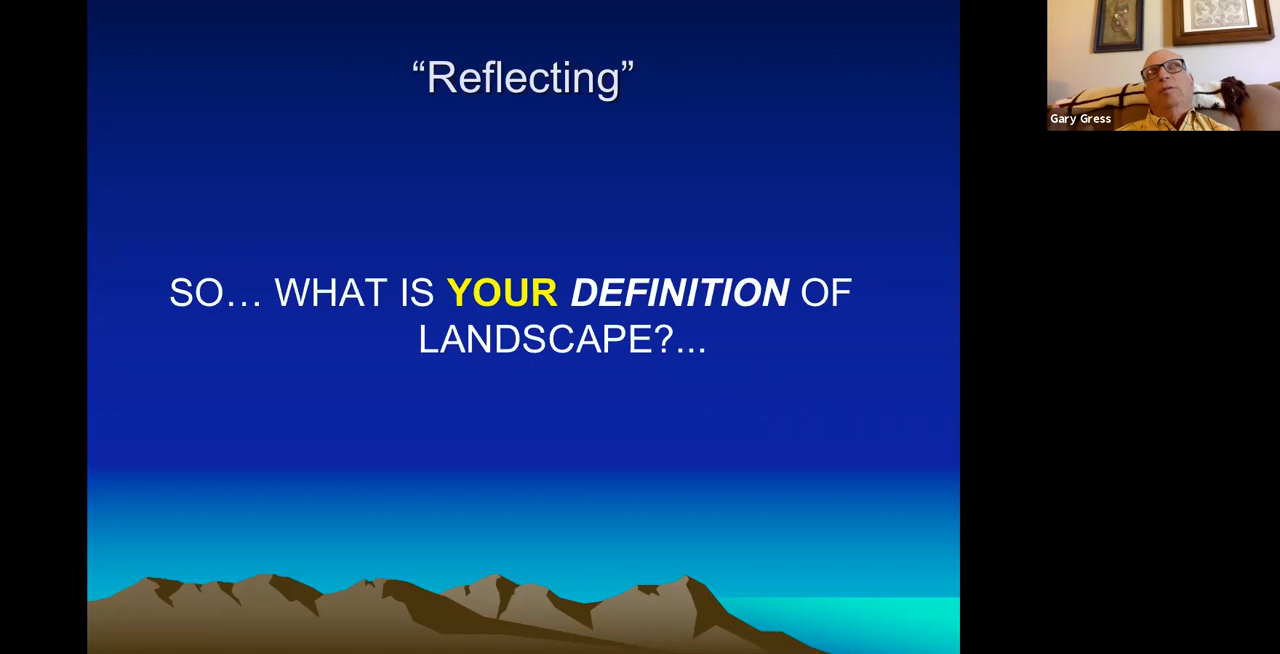 “Reflecting”
SO… WHAT IS YOUR DEFINITION OF
LANDSCAPE?...
Gary Gress